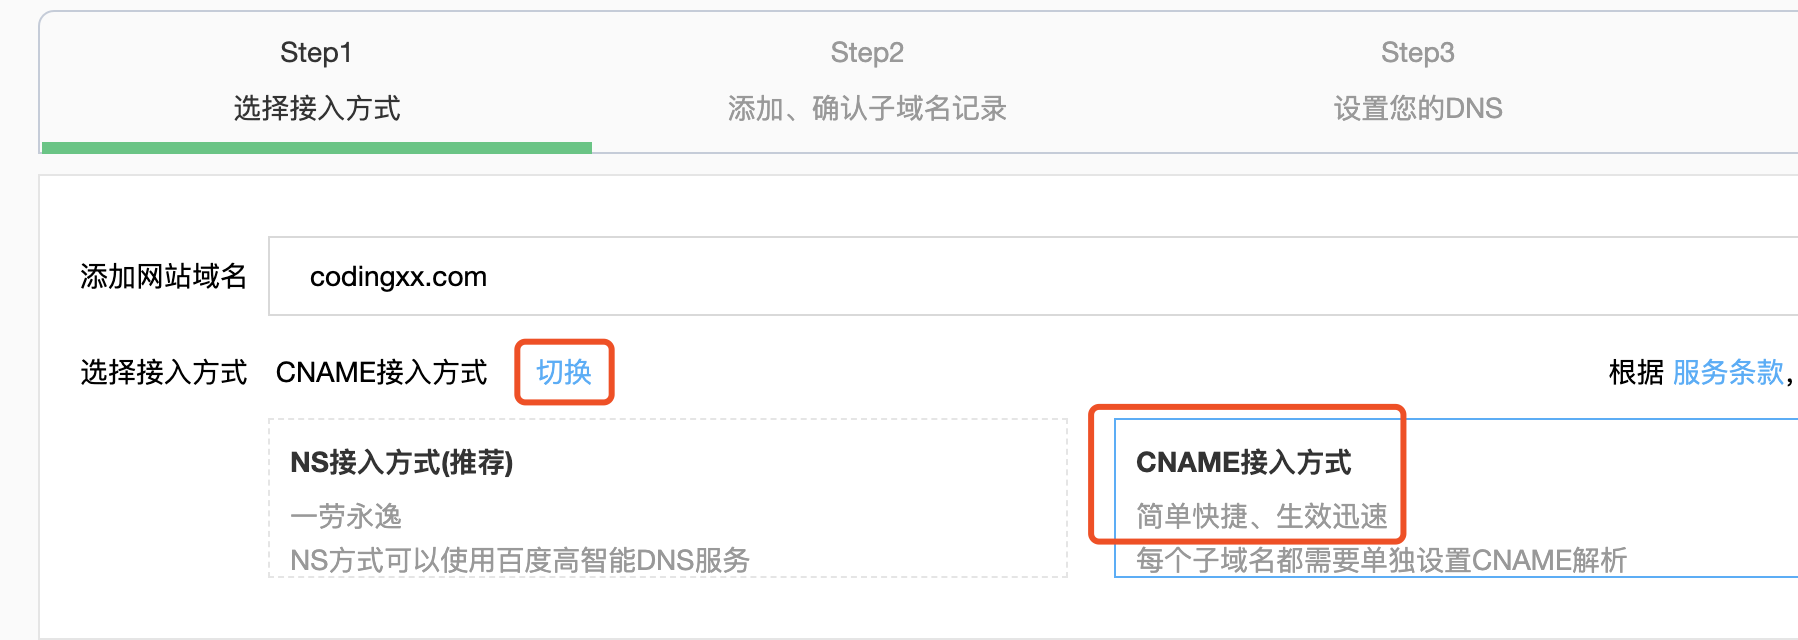 Step1
Step2
Step3
选择接入方式
添加、确认子域名记录
设置您的DNS
添加网站域名
codingxx.com
选择接入方式 CNAME接入方式 切换
根据 服务条款,
NS接入方式(推荐)
一劳永逸
NS方式可以使用百度高智能DNS服务
CNAME接入方式
简单快捷、生效迅速
每个子域名都需要单独设置CNAME解析